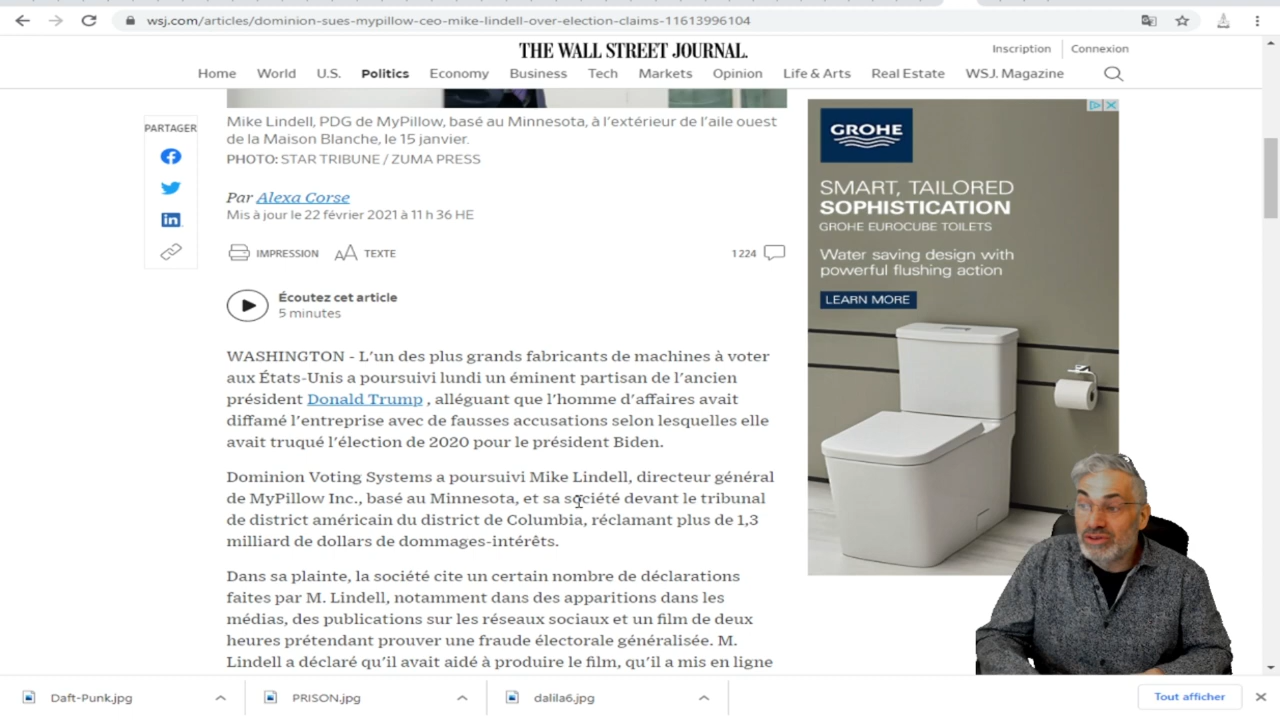 wsj.com/articles/dominion-sues-mypillow-ceo-mike-lindell-over-election-claims-11613996104
THE WALL STREET JOURNAL.
Inscription
Connexion
Home World U.S. Politics Economy Business Tech Markets Opinion Life & Arts Real Estate WSJ. Magazine
PARTAGER
Mike Lindell, PDG de MyPillow, basé au Minnesota, à l'extérieur de l'aile ouest
de la Maison Blanche, le 15 janvier.
PHOTO: STAR TRIBUNE / ZUMA PRESS
Par Alexa Corse
Mis à jour le 22 février 2021 à 11 h 36 HE
IMPRESSION AA TEXTE
1 224
Écoutez cet article
5 minutes
WASHINGTON - L'un des plus grands fabricants de machines à voter
aux États-Unis a poursuivi lundi un éminent partisan de l'ancien
président Donald Trump , alléguant que l'homme d'affaires avait
diffamé l'entreprise avec de fausses accusations selon lesquelles elle
avait truqué l'élection de 2020 pour le président Biden.
Dominion Voting Systems a poursuivi Mike Lindell, directeur général
de MyPillow Inc., basé au Minnesota, et sa société devant le tribunal
de district américain du district de Columbia, réclamant plus de 1,3
milliard de dollars de dommages-intérêts.
Dans sa plainte, la société cite un certain nombre de déclarations
faites par M. Lindell, notamment dans des apparitions dans les
médias, des publications sur les réseaux sociaux et un film de deux
heures prétendant prouver une fraude électorale généralisée. M.
Lindell a déclaré qu'il avait aidé à produire le film, qu'il a mis en ligne
GROHE
SMART, TAILORED
SOPHISTICATION
GROHE EUROCUBE TOILETS
Water saving design with
powerful flushing action
LEARN MORE
Daft-Punk.jpg
PRISON.jpg
dalila6.jpg
Tout afficher